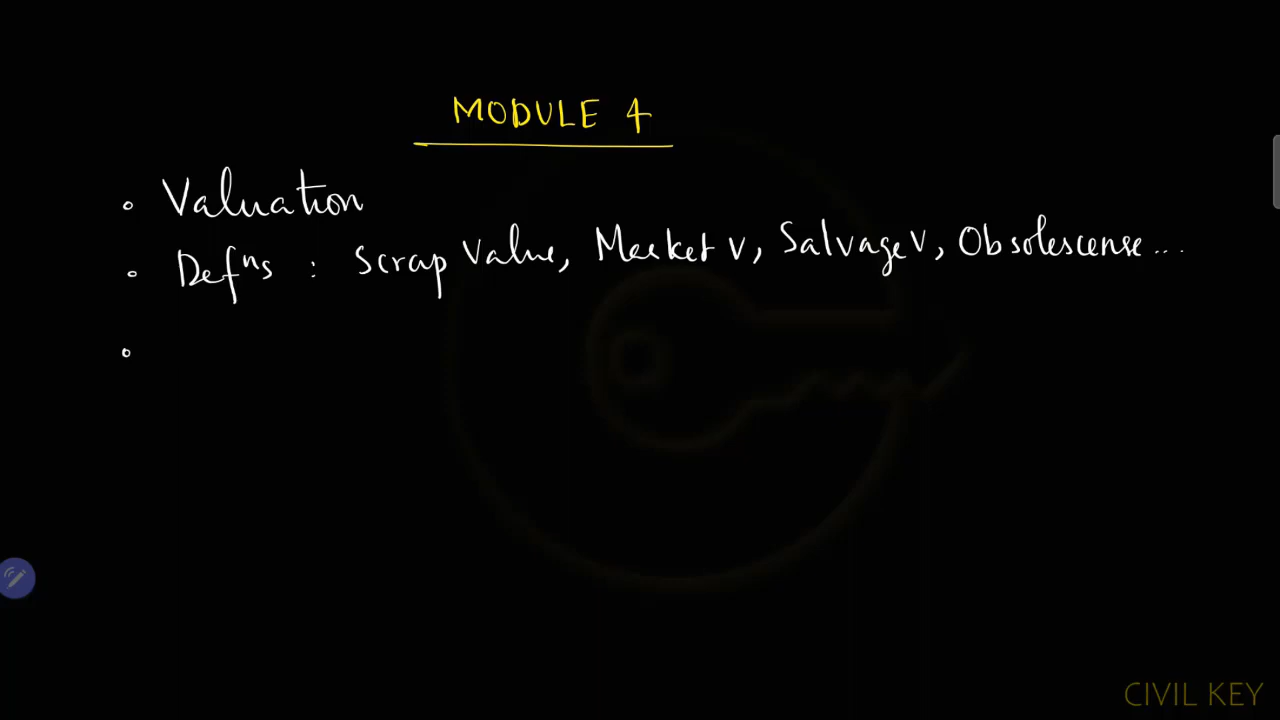 MODULE 4
• Valuation
• Defns : Scrap Value, Market v, Salvage v, Obsolescense...
•
CIVIL KEY